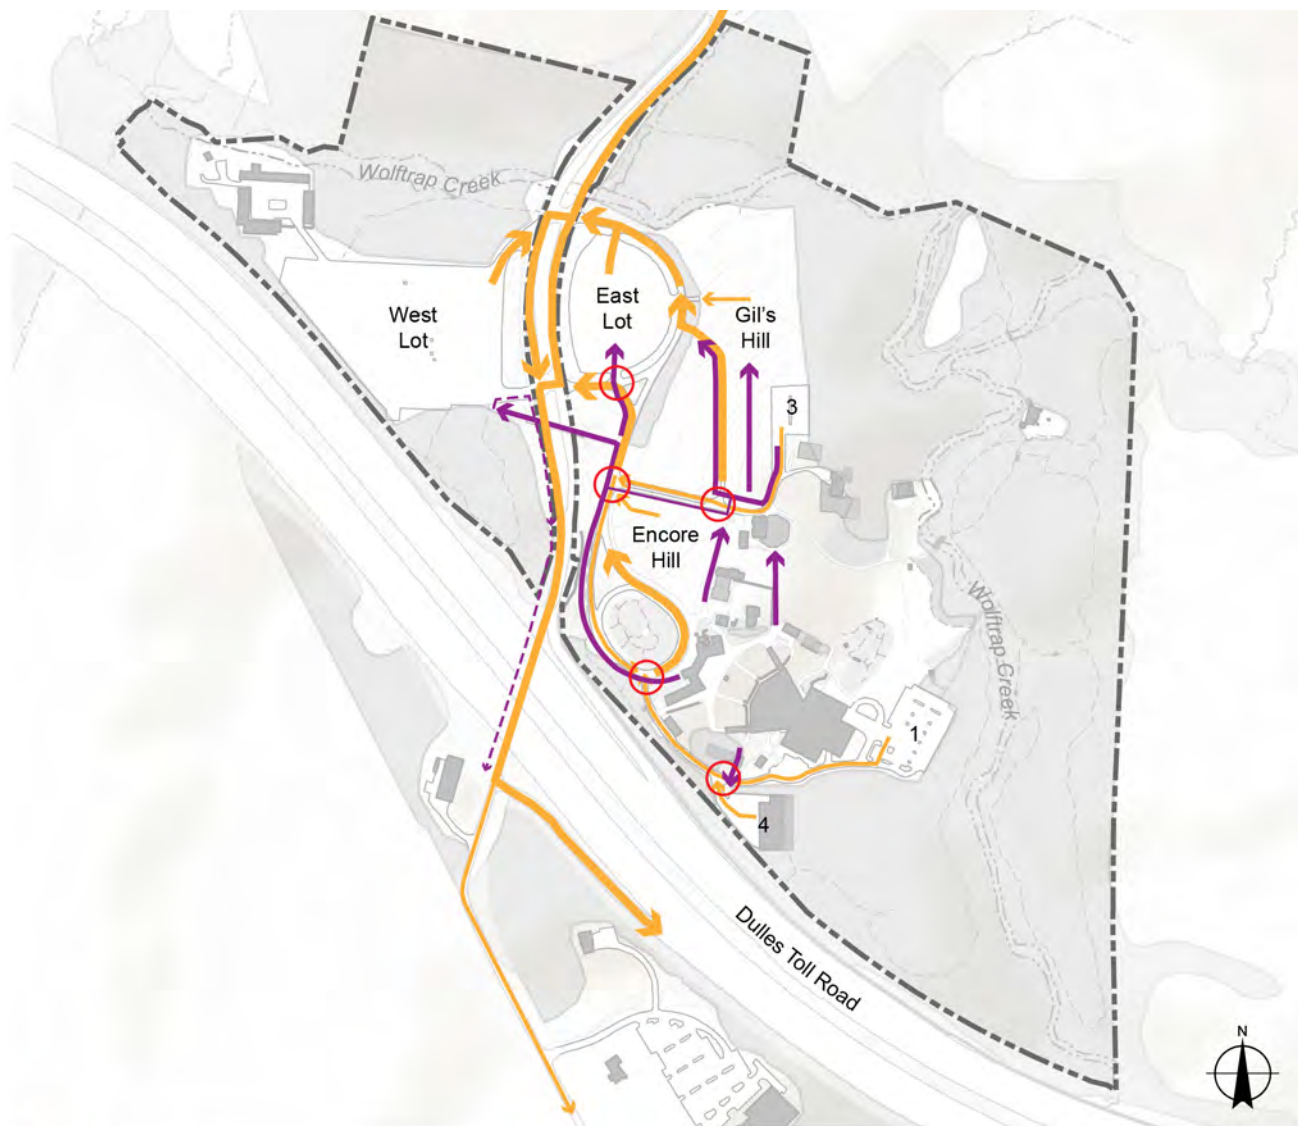 Wolftrap Creek
East
Lot
West
Lot
Gil's
Hill
3
Encore
Hill
Wolftrap Creek
1
4
Dulles Toll Road
N